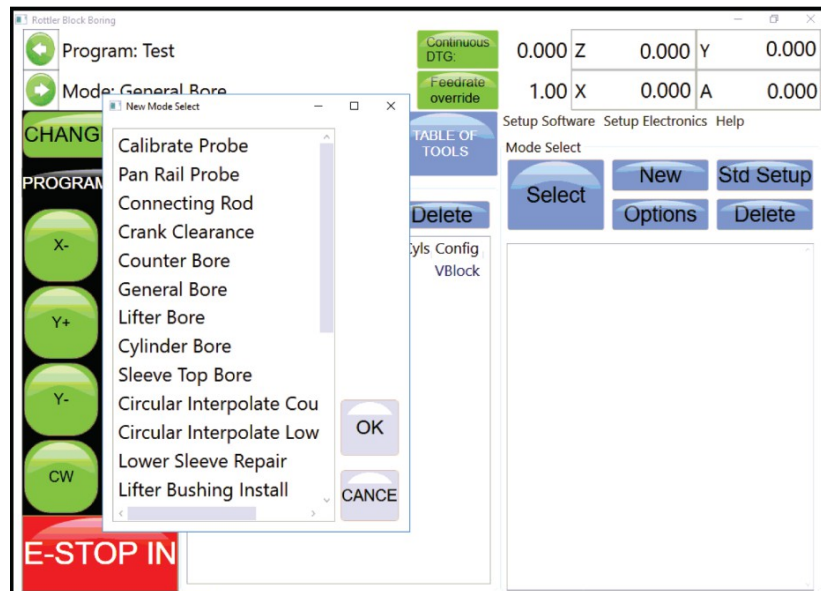 Rottler Block Boring
Program: Test
Continuous DTG: 0.000 Z 0.000 Y 0.000
Mode: General Bore
Feedrate override 1.00 X 0.000 A 0.000
New Mode Select
CHANG
TABLE OF TOOLS
Setup Software Setup Electronics Help
Mode Select
PROGRAM
Select
New
Std Setup
Options
Delete
Delete
Cyls Config
VBlock
X-
Y+
Y-
CW
E-STOP IN
Calibrate Probe
Pan Rail Probe
Connecting Rod
Crank Clearance
Counter Bore
General Bore
Lifter Bore
Cylinder Bore
Sleeve Top Bore
Circular Interpolate Cou
Circular Interpolate Low
Lower Sleeve Repair
Lifter Bushing Install
OK
CANCE